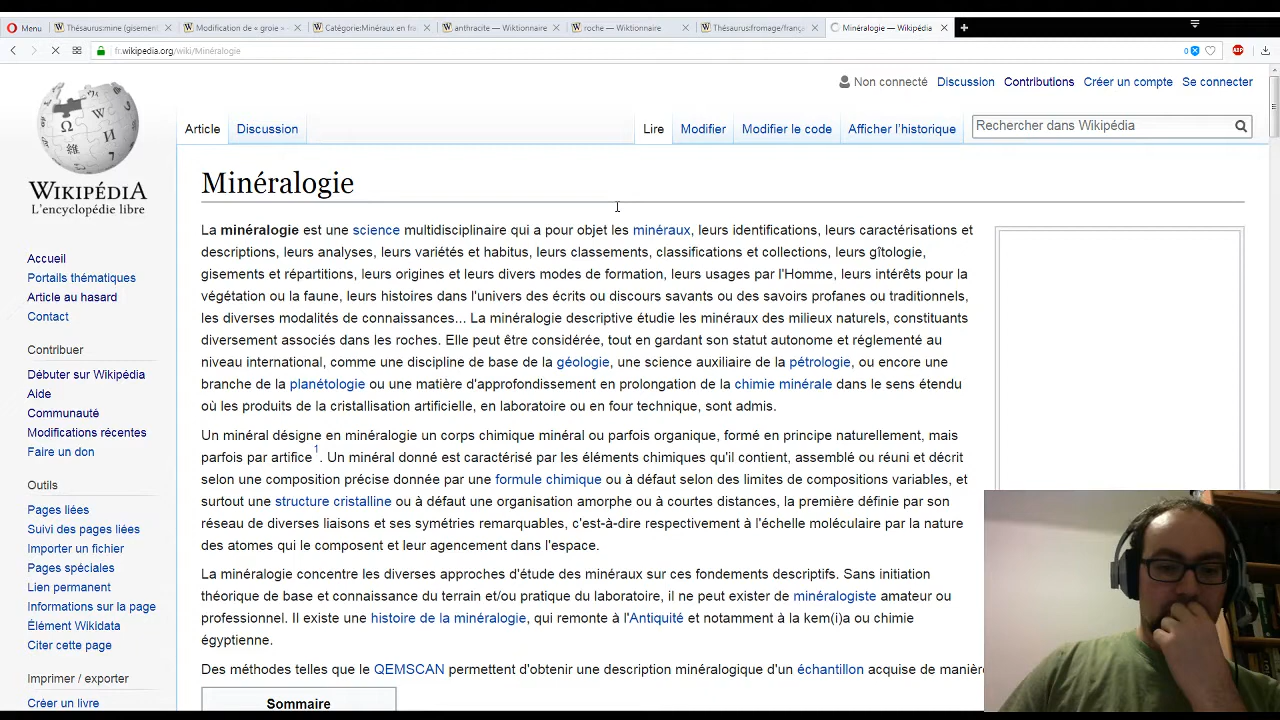 Menu
Thésaurus:mine (gisement
Modification de « groie » —
Catégorie:Minéraux en fra
anthracite — Wiktionnaire
roche — Wiktionnaire
Thésaurus:fromage/françai
Minéralogie — Wikipédia
fr.wikipedia.org/wiki/Minéralogie
0
ABP
Non connecté
Discussion
Contributions
Créer un compte
Se connecter
Article
Discussion
Lire
Modifier
Modifier le code
Afficher l'historique
Rechercher dans Wikipédia
WIKIPÉDIA
L'encyclopédie libre
Accueil
Portails thématiques
Article au hasard
Contact
Contribuer
Débuter sur Wikipédia
Aide
Communauté
Modifications récentes
Faire un don
Outils
Pages liées
Suivi des pages liées
Importer un fichier
Pages spéciales
Lien permanent
Informations sur la page
Élément Wikidata
Citer cette page
Imprimer / exporter
Créer un livre
Minéralogie
La minéralogie est une science multidisciplinaire qui a pour objet les minéraux, leurs identifications, leurs caractérisations et
descriptions, leurs analyses, leurs variétés et habitus, leurs classements, classifications et collections, leurs gîtologie,
gisements et répartitions, leurs origines et leurs divers modes de formation, leurs usages par l'Homme, leurs intérêts pour la
végétation ou la faune, leurs histoires dans l'univers des écrits ou discours savants ou des savoirs profanes ou traditionnels,
les diverses modalités de connaissances... La minéralogie descriptive étudie les minéraux des milieux naturels, constituants
diversement associés dans les roches. Elle peut être considérée, tout en gardant son statut autonome et réglementé au
niveau international, comme une discipline de base de la géologie, une science auxiliaire de la pétrologie, ou encore une
branche de la planétologie ou une matière d'approfondissement en prolongation de la chimie minérale dans le sens étendu
où les produits de la cristallisation artificielle, en laboratoire ou en four technique, sont admis.
Un minéral désigne en minéralogie un corps chimique minéral ou parfois organique, formé en principe naturellement, mais
parfois par artifice 1. Un minéral donné est caractérisé par les éléments chimiques qu'il contient, assemblé ou réuni et décrit
selon une composition précise donnée par une formule chimique ou à défaut selon des limites de compositions variables, et
surtout une structure cristalline ou à défaut une organisation amorphe ou à courtes distances, la première définie par son
réseau de diverses liaisons et ses symétries remarquables, c'est-à-dire respectivement à l'échelle moléculaire par la nature
des atomes qui le composent et leur agencement dans l'espace.
La minéralogie concentre les diverses approches d'étude des minéraux sur ces fondements descriptifs. Sans initiation
théorique de base et connaissance du terrain et/ou pratique du laboratoire, il ne peut exister de minéralogiste amateur ou
professionnel. Il existe une histoire de la minéralogie, qui remonte à l'Antiquité et notamment à la kem(i)a ou chimie
égyptienne.
Des méthodes telles que le QEMSCAN permettent d'obtenir une description minéralogique d'un échantillon acquise de manière
Sommaire